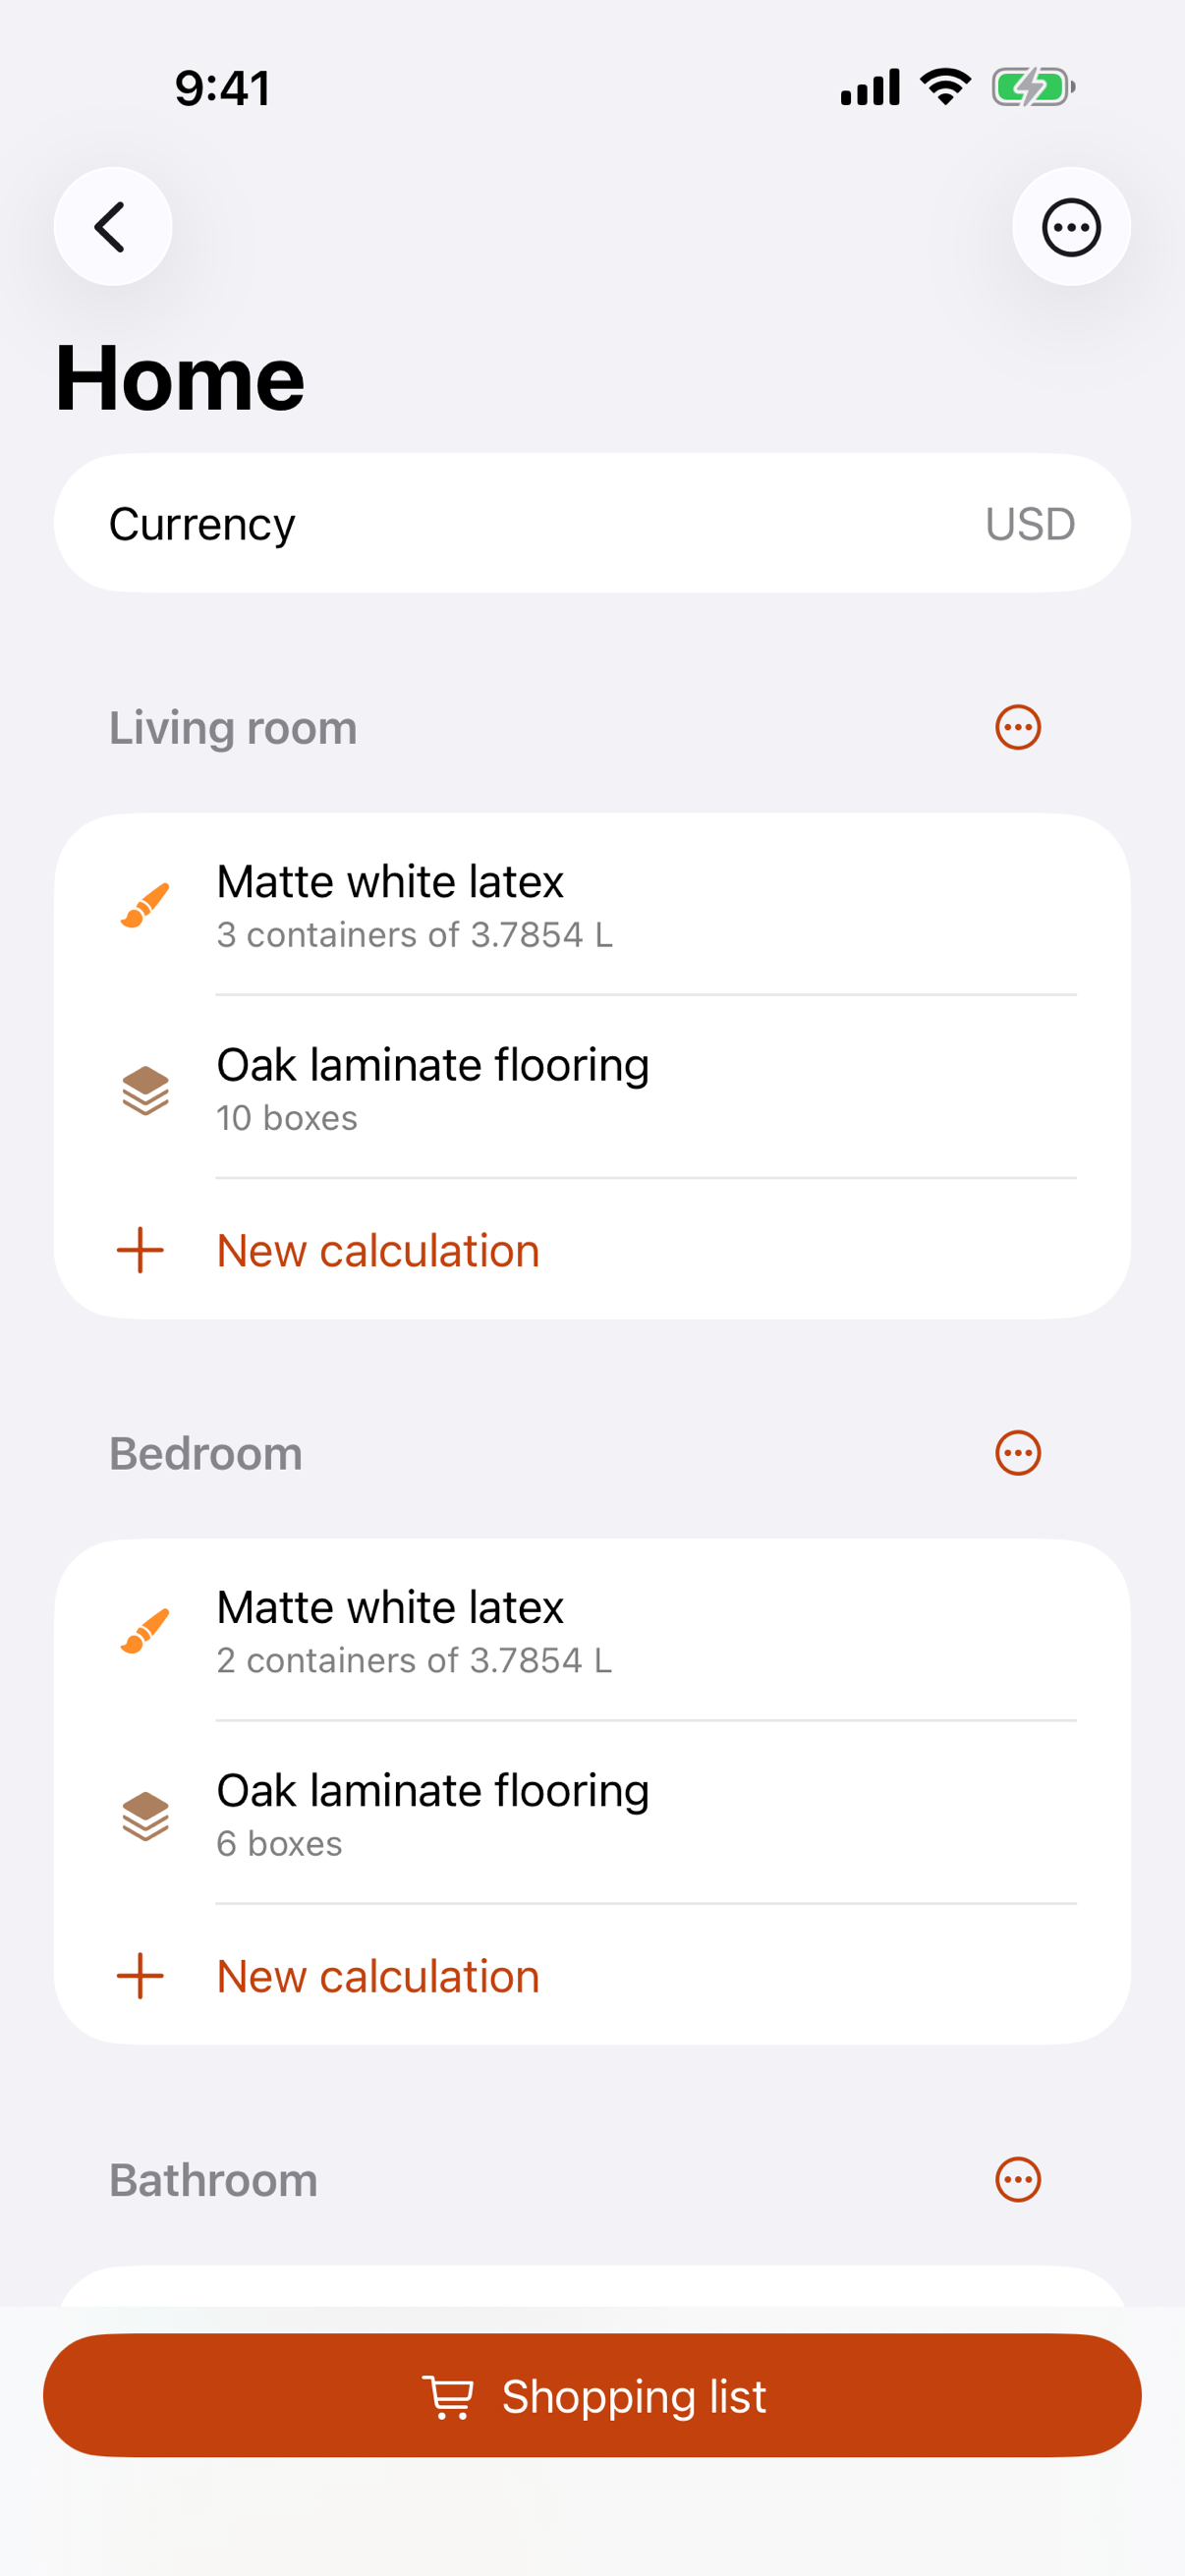 9:41
Home
Currency
USD
Living room
Matte white latex
3 containers of 3.7854 L
Oak laminate flooring
10 boxes
New calculation
Bedroom
Matte white latex
2 containers of 3.7854 L
Oak laminate flooring
6 boxes
New calculation
Bathroom
Shopping list